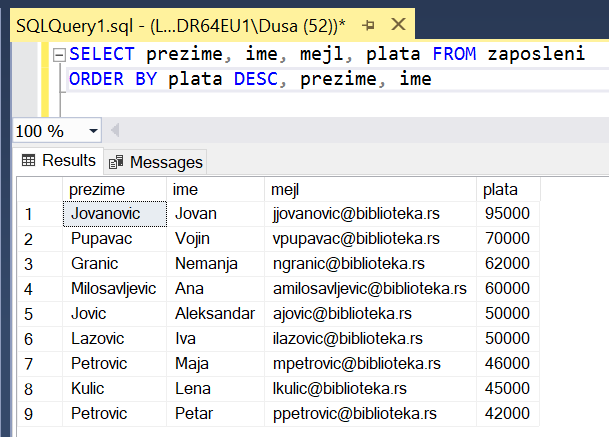 SQLQuery1.sql - (L...DR64EU1\Dusa (52))*
SELECT prezime, ime, mejl, plata FROM zaposleni
ORDER BY plata DESC, prezime, ime
100 %
Results Messages
prezime ime mejl plata
1 Jovanovic Jovan jjovanovic@biblioteka.rs 95000
2 Pupavac Vojin vpupavac@biblioteka.rs 70000
3 Granic Nemanja ngranic@biblioteka.rs 62000
4 Milosavljevic Ana amilosavljevic@biblioteka.rs 60000
5 Jovic Aleksandar ajovic@biblioteka.rs 50000
6 Lazovic Iva ilazovic@biblioteka.rs 50000
7 Petrovic Maja mpetrovic@biblioteka.rs 46000
8 Kulic Lena lkulic@biblioteka.rs 45000
9 Petrovic Petar ppetrovic@biblioteka.rs 42000